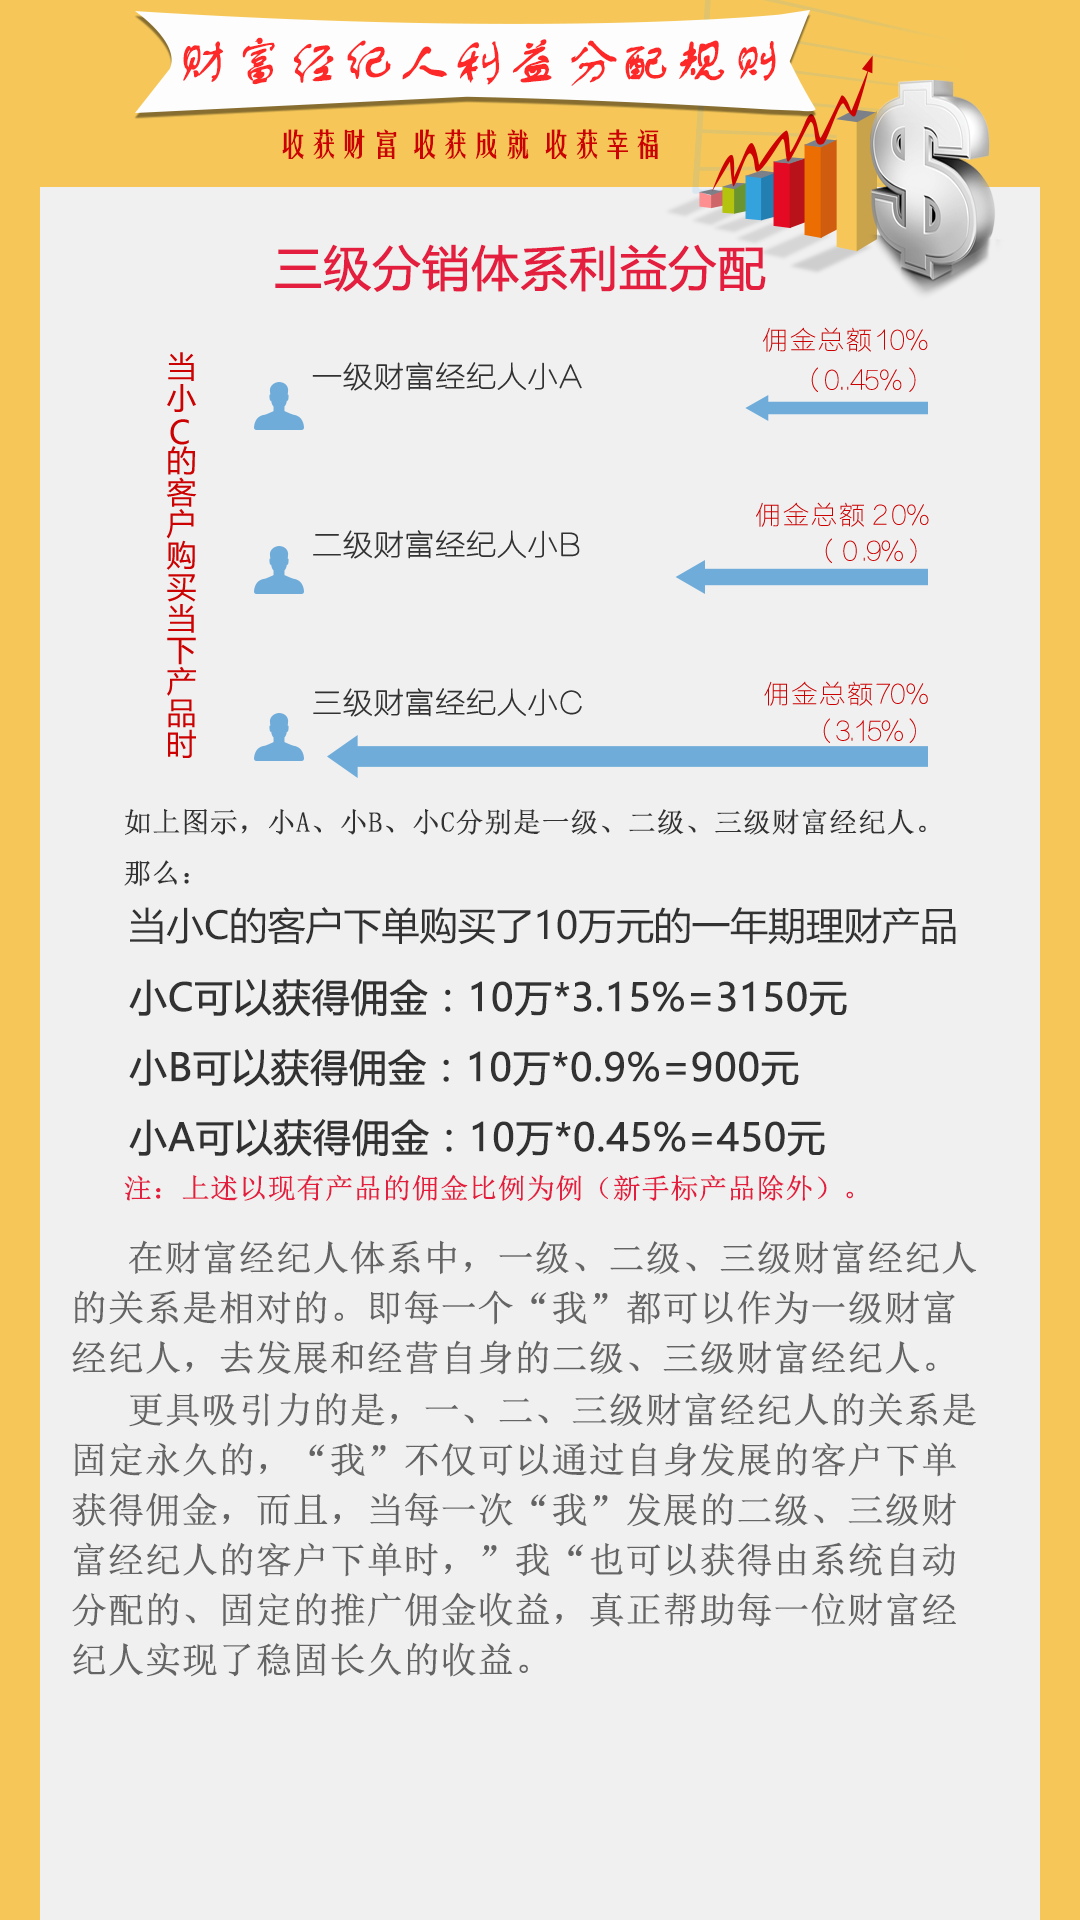 财富经纪人利益分配规则
收获财富 收获成就 收获幸福
三级分销体系利益分配
当小C的客户购买当下产品时
一级财富经纪人小A
佣金总额10%
（0..45%）
二级财富经纪人小B
佣金总额 20%
（ 0.9%）
三级财富经纪人小C
佣金总额70%
（3.15%）
如上图示，小A、小B、小C分别是一级、二级、三级财富经纪人。
那么：
当小C的客户下单购买了10万元的一年期理财产品
小C可以获得佣金：10万*3.15%=3150元
小B可以获得佣金：10万*0.9%=900元
小A可以获得佣金：10万*0.45%=450元
注：上述以现有产品的佣金比例为例（新手标产品除外）。
在财富经纪人体系中，一级、二级、三级财富经纪人
的关系是相对的。即每一个“我”都可以作为一级财富
经纪人，去发展和经营自身的二级、三级财富经纪人。
更具吸引力的是，一、二、三级财富经纪人的关系是
固定永久的，“我”不仅可以通过自身发展的客户下单
获得佣金，而且，当每一次“我”发展的二级、三级财
富经纪人的客户下单时，”我“也可以获得由系统自动
分配的、固定的推广佣金收益，真正帮助每一位财富经
纪人实现了稳固长久的收益。